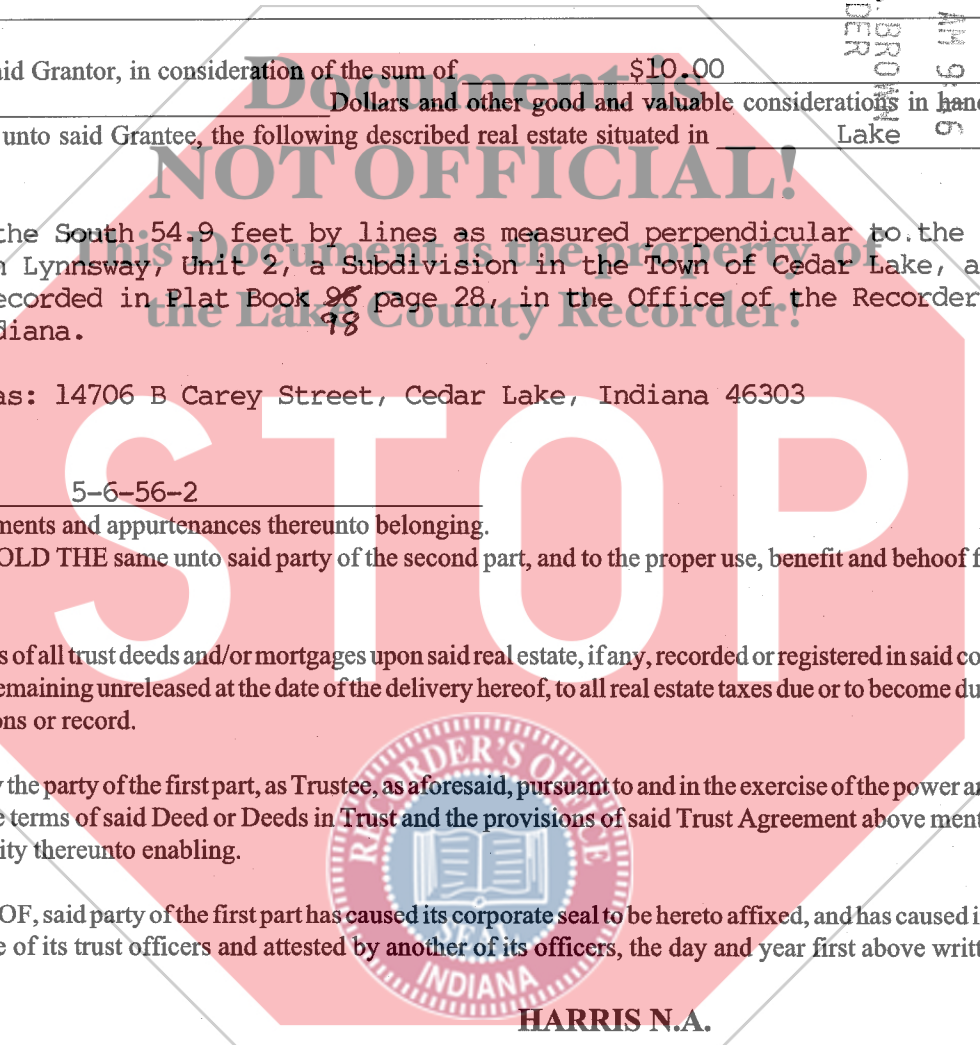 AM 9:26
BROWN
DER
aid Grantor, in consideration of the sum of $10.00
Dollars and other good and valuable considerations in hand
unto said Grantee, the following described real estate situated in Lake
Document is
NOT OFFICIAL!
This Document is the property of
the Lake County Recorder!
the South 54.9 feet by lines as measured perpendicular to the
n Lynnsway, Unit 2, a Subdivision in the Town of Cedar Lake, a
ecorded in Plat Book 96 page 28, in the Office of the Recorder
98
diana.
as: 14706 B Carey Street, Cedar Lake, Indiana 46303
STOP
5-6-56-2
ments and appurtenances thereunto belonging.
OLD THE same unto said party of the second part, and to the proper use, benefit and behoof f
s of all trust deeds and/or mortgages upon said real estate, if any, recorded or registered in said co
emaining unreleased at the date of the delivery hereof, to all real estate taxes due or to become du
ons or record.
y the party of the first part, as Trustee, as aforesaid, pursuant to and in the exercise of the power a
e terms of said Deed or Deeds in Trust and the provisions of said Trust Agreement above ment
ity thereunto enabling.
OF, said party of the first part has caused its corporate seal to be hereto affixed, and has caused i
e of its trust officers and attested by another of its officers, the day and year first above writt
RECORDER'S OFFICE
SEAL
INDIANA
HARRIS N.A.